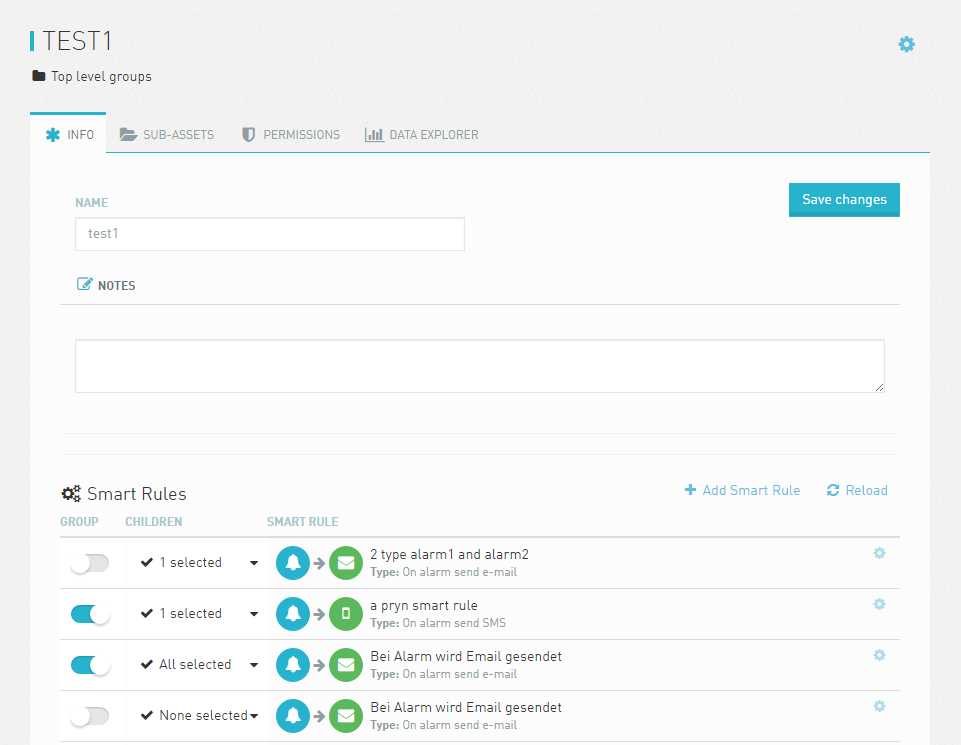 TEST1
Top level groups
INFO SUB-ASSETS PERMISSIONS DATA EXPLORER
NAME
Save changes
test1
NOTES
Smart Rules
Add Smart Rule Reload
GROUP CHILDREN SMART RULE
1 selected
2 type alarm1 and alarm2
Type: On alarm send e-mail
1 selected
a pryn smart rule
Type: On alarm send SMS
All selected
Bei Alarm wird Email gesendet
Type: On alarm send e-mail
None selected
Bei Alarm wird Email gesendet
Type: On alarm send e-mail